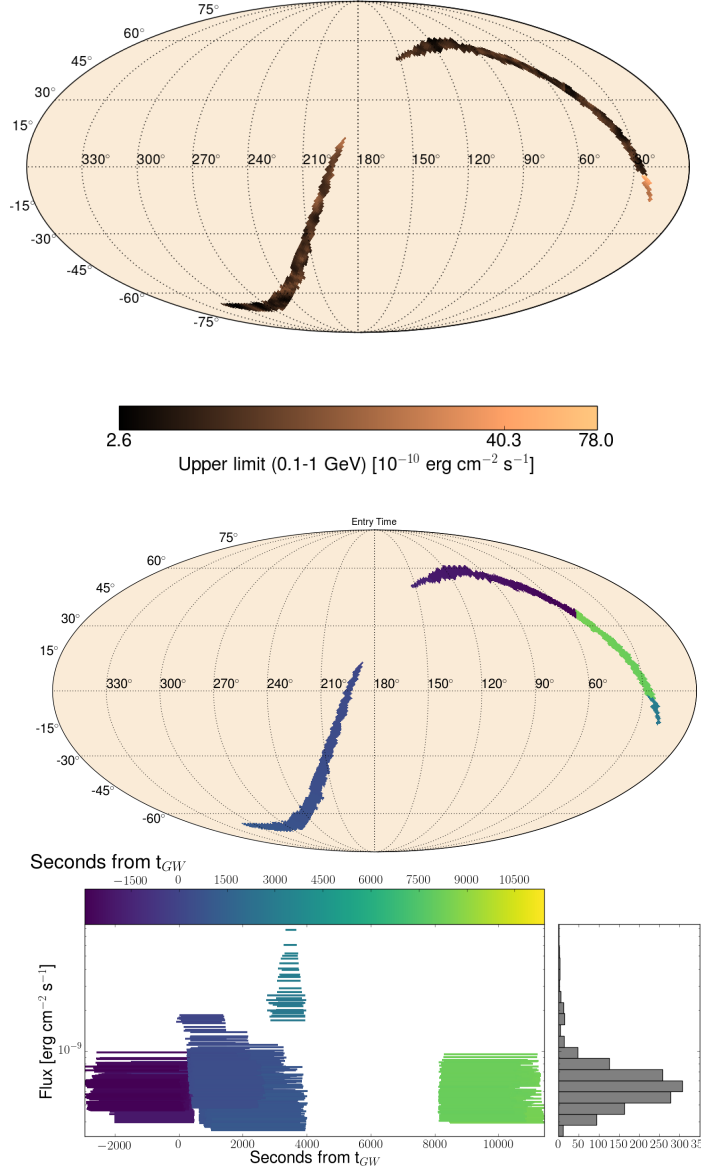 75°
60°
45°
30°
15°
330° 300° 270° 240° 210° 180° 150° 120° 90° 60° 30°
-15°
-30°
-45°
-60°
-75°
2.6 40.3 78.0
Upper limit (0.1-1 GeV) [10⁻¹⁰ erg cm⁻² s⁻¹]
Entry Time
75°
60°
45°
30°
15°
330° 300° 270° 240° 210° 180° 150° 120° 90° 60°
-15°
-30°
-45°
-60°
Seconds from t_GW
−1500 0 1500 3000 4500 6000 7500 9000 10500
Flux [erg cm⁻² s⁻¹]
10⁻⁹
−2000 0 2000 4000 6000 8000 10000
0 50 100 150 200 250 300 35
Seconds from t_GW